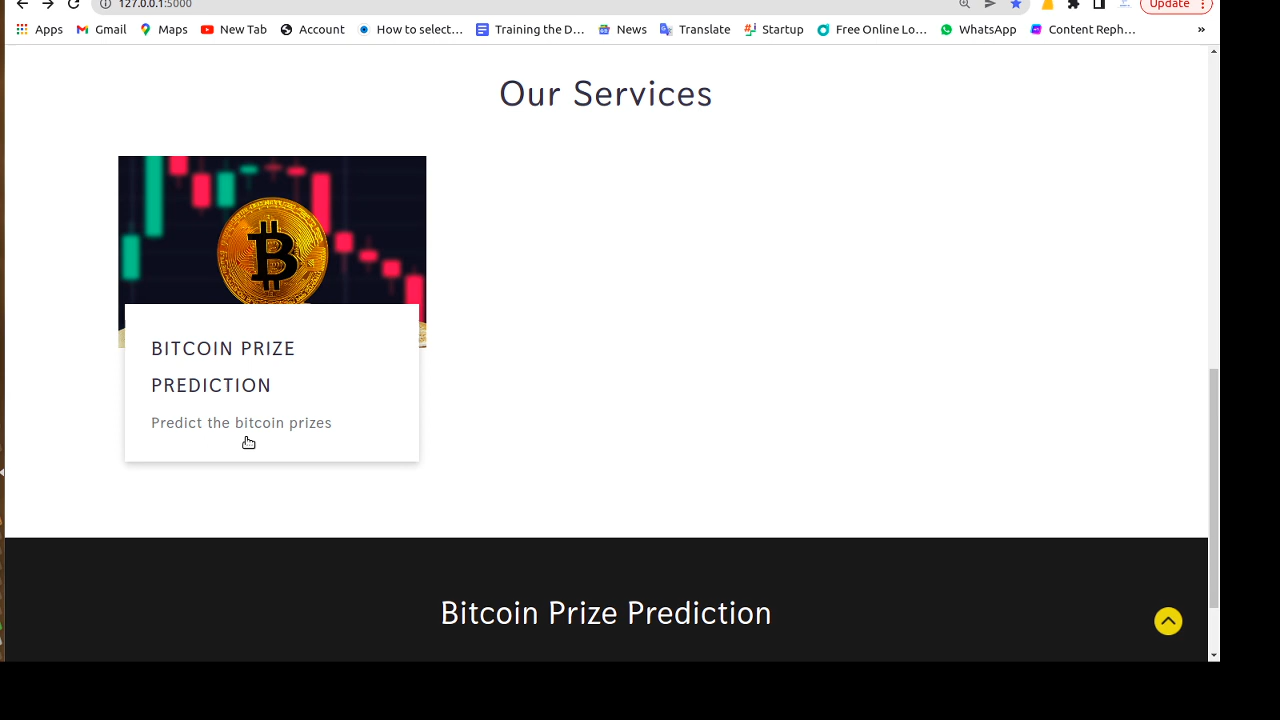 127.0.0.1:5000
Update
Apps Gmail Maps New Tab Account How to select... Training the D... News Translate Startup Free Online Lo... WhatsApp Content Reph... »
Our Services
BITCOIN PRIZE
PREDICTION
Predict the bitcoin prizes
Bitcoin Prize Prediction